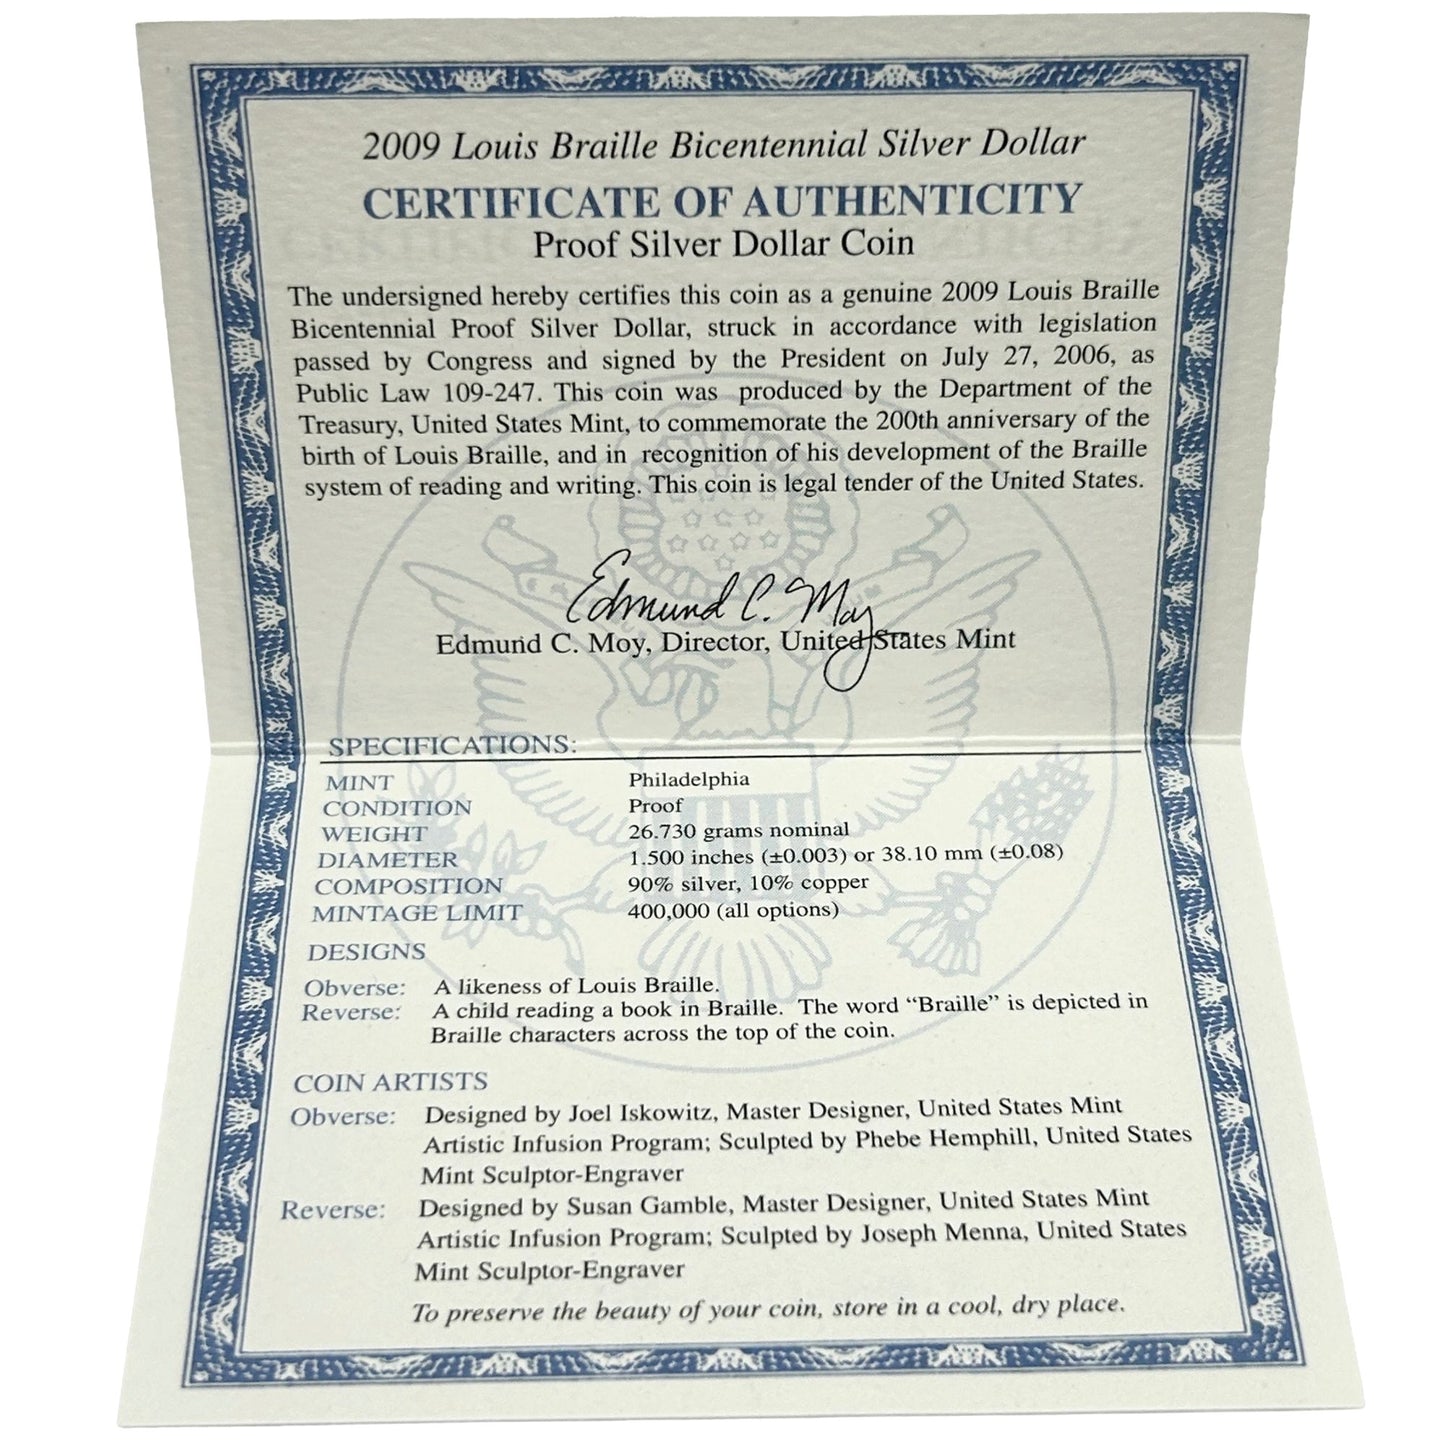 2009 Louis Braille Bicentennial Silver Dollar
CERTIFICATE OF AUTHENTICITY
Proof Silver Dollar Coin
The undersigned hereby certifies this coin as a genuine 2009 Louis Braille
Bicentennial Proof Silver Dollar, struck in accordance with legislation
passed by Congress and signed by the President on July 27, 2006, as
Public Law 109-247. This coin was produced by the Department of the
Treasury, United States Mint, to commemorate the 200th anniversary of the
birth of Louis Braille, and in recognition of his development of the Braille
system of reading and writing. This coin is legal tender of the United States.
Edmund C. Moy
Edmund C. Moy, Director, United States Mint
SPECIFICATIONS:
MINT Philadelphia
CONDITION Proof
WEIGHT 26.730 grams nominal
DIAMETER 1.500 inches (±0.003) or 38.10 mm (±0.08)
COMPOSITION 90% silver, 10% copper
MINTAGE LIMIT 400,000 (all options)
DESIGNS
Obverse: A likeness of Louis Braille.
Reverse: A child reading a book in Braille. The word “Braille” is depicted in
Braille characters across the top of the coin.
COIN ARTISTS
Obverse: Designed by Joel Iskowitz, Master Designer, United States Mint
Artistic Infusion Program; Sculpted by Phebe Hemphill, United States
Mint Sculptor-Engraver
Reverse: Designed by Susan Gamble, Master Designer, United States Mint
Artistic Infusion Program; Sculpted by Joseph Menna, United States
Mint Sculptor-Engraver
To preserve the beauty of your coin, store in a cool, dry place.